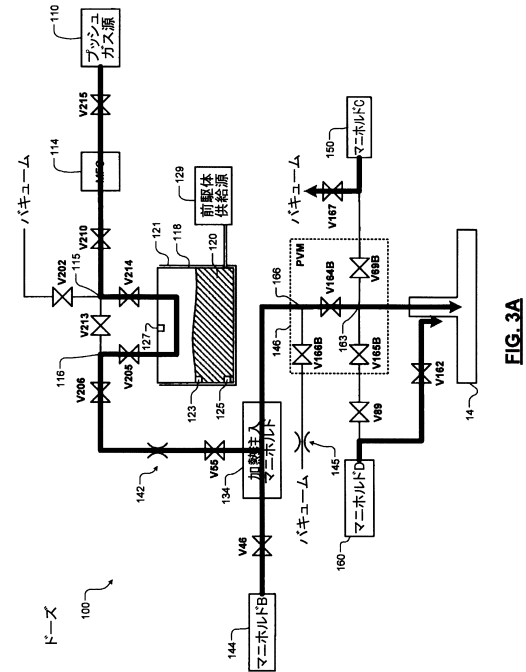 ドーズ
100
144
マニホルドB
V46
134
加熱注入
マニホルド
V55
142
V206
116
V205
V213
V202
バキューム
115
V214
V210
114
MFC
V215
110
プッシュ
ガス源
127
123
125
121
118
120
129
前駆体
供給源
146
166
PVM
V164B
V166B
163
V165B
V69B
145
バキューム
V89
160
マニホルドD
V162
14
V167
バキューム
150
マニホルドC
FIG. 3A